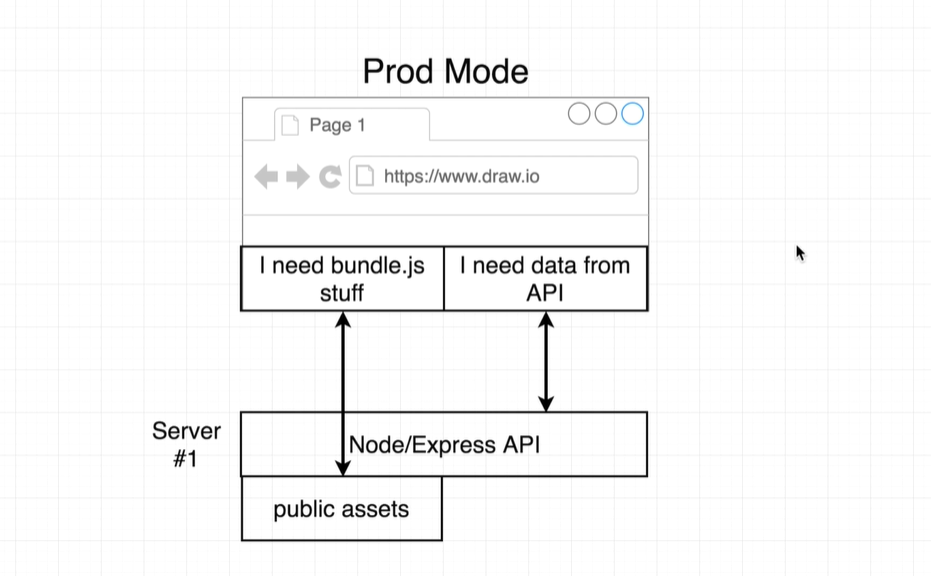 Prod Mode
Page 1
https://www.draw.io
I need bundle.js
stuff
I need data from
API
Server
#1
Node/Express API
public assets